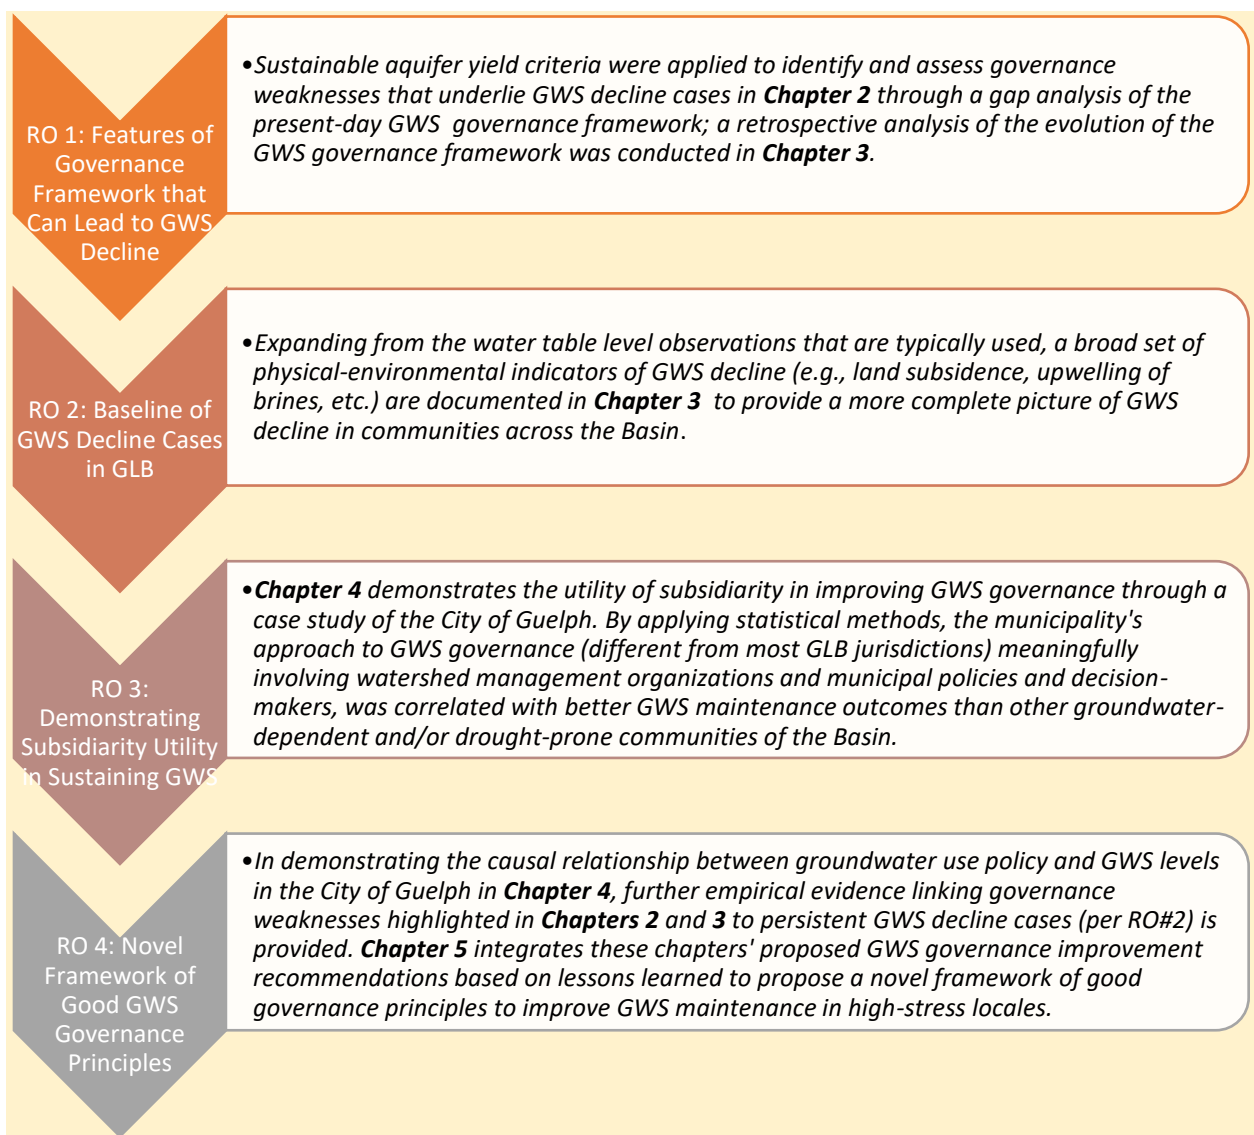 RO 1: Features of
Governance
Framework that
Can Lead to GWS
Decline
•Sustainable aquifer yield criteria were applied to identify and assess governance
weaknesses that underlie GWS decline cases in Chapter 2 through a gap analysis of the
present-day GWS governance framework; a retrospective analysis of the evolution of the
GWS governance framework was conducted in Chapter 3.
RO 2: Baseline of
GWS Decline Cases
in GLB
•Expanding from the water table level observations that are typically used, a broad set of
physical-environmental indicators of GWS decline (e.g., land subsidence, upwelling of
brines, etc.) are documented in Chapter 3 to provide a more complete picture of GWS
decline in communities across the Basin.
RO 3:
Demonstrating
Subsidiarity Utility
in Sustaining GWS
•Chapter 4 demonstrates the utility of subsidiarity in improving GWS governance through a
case study of the City of Guelph. By applying statistical methods, the municipality's
approach to GWS governance (different from most GLB jurisdictions) meaningfully
involving watershed management organizations and municipal policies and decision-
makers, was correlated with better GWS maintenance outcomes than other groundwater-
dependent and/or drought-prone communities of the Basin.
RO 4: Novel
Framework of
Good GWS
Governance
Principles
•In demonstrating the causal relationship between groundwater use policy and GWS levels
in the City of Guelph in Chapter 4, further empirical evidence linking governance
weaknesses highlighted in Chapters 2 and 3 to persistent GWS decline cases (per RO#2) is
provided. Chapter 5 integrates these chapters' proposed GWS governance improvement
recommendations based on lessons learned to propose a novel framework of good
governance principles to improve GWS maintenance in high-stress locales.